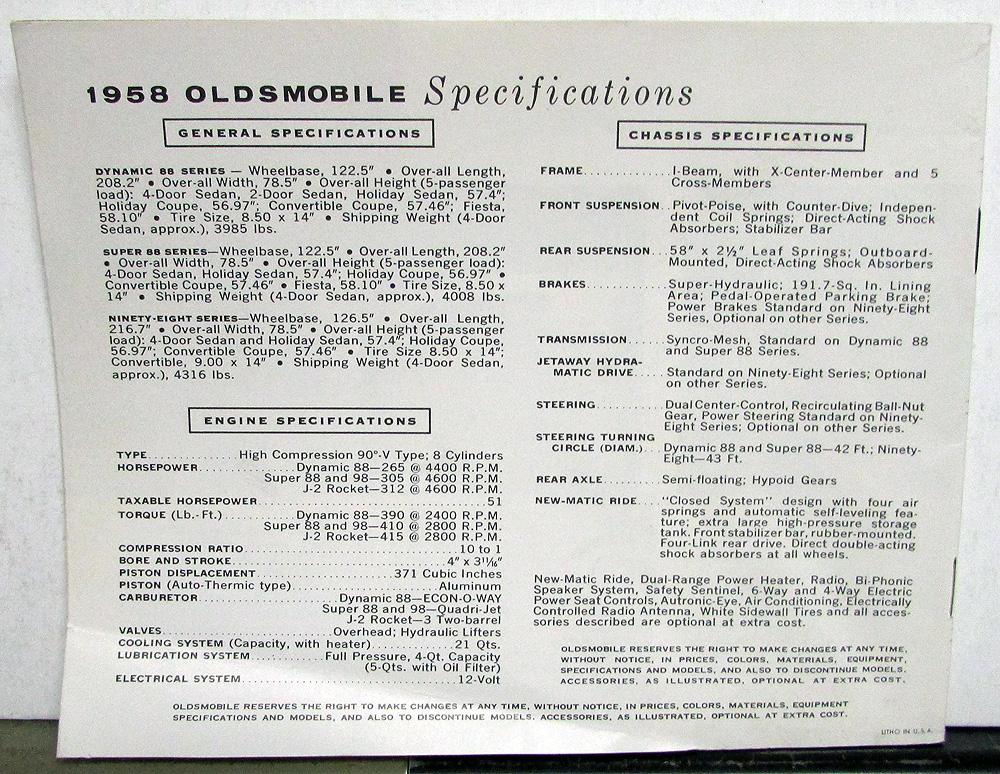 1958 OLDSMOBILE Specifications
GENERAL SPECIFICATIONS
DYNAMIC 88 SERIES — Wheelbase, 122.5" • Over-all Length,
208.2" • Over-all Width, 78.5" • Over-all Height (5-passenger
load): 4-Door Sedan, 2-Door Sedan, Holiday Sedan, 57.4";
Holiday Coupe, 56.97"; Convertible Coupe, 57.46"; Fiesta,
58.10" • Tire Size, 8.50 x 14" • Shipping Weight (4-Door
Sedan, approx.), 3985 lbs.
SUPER 88 SERIES—Wheelbase, 122.5" • Over-all Length, 208.2"
• Over-all Width, 78.5" • Over-all Height (5-passenger load):
4-Door Sedan, Holiday Sedan, 57.4"; Holiday Coupe, 56.97" •
Convertible Coupe, 57.46" • Fiesta, 58.10" • Tire Size, 8.50 x
14" • Shipping Weight (4-Door Sedan, approx.), 4008 lbs.
NINETY-EIGHT SERIES—Wheelbase, 126.5" • Over-all Length,
216.7" • Over-all Width, 78.5" • Over-all Height (5-passenger
load): 4-Door Sedan and Holiday Sedan, 57.4"; Holiday Coupe,
56.97"; Convertible Coupe, 57.46" • Tire Size 8.50 x 14";
Convertible, 9.00 x 14" • Shipping Weight (4-Door Sedan,
approx.), 4316 lbs.
ENGINE SPECIFICATIONS
TYPE....................High Compression 90°-V Type; 8 Cylinders
HORSEPOWER....................Dynamic 88—265 @ 4400 R.P.M.
Super 88 and 98—305 @ 4600 R.P.M.
J-2 Rocket—312 @ 4600 R.P.M.
TAXABLE HORSEPOWER....................51
TORQUE (Lb.-Ft.)....................Dynamic 88—390 @ 2400 R.P.M.
Super 88 and 98—410 @ 2800 R.P.M.
J-2 Rocket—415 @ 2800 R.P.M.
COMPRESSION RATIO....................10 to 1
BORE AND STROKE....................4" x 3¹¹⁄₁₆"
PISTON DISPLACEMENT....................371 Cubic Inches
PISTON (Auto-Thermic type)....................Aluminum
CARBURETOR....................Dynamic 88—ECON-O-WAY
Super 88 and 98—Quadri-Jet
J-2 Rocket—3 Two-barrel
VALVES....................Overhead; Hydraulic Lifters
COOLING SYSTEM (Capacity, with heater)....................21 Qts.
LUBRICATION SYSTEM....................Full Pressure, 4-Qt. Capacity
(5-Qts. with Oil Filter)
ELECTRICAL SYSTEM....................12-Volt
CHASSIS SPECIFICATIONS
FRAME.............I-Beam, with X-Center-Member and 5
Cross-Members
FRONT SUSPENSION..Pivot-Poise, with Counter-Dive; Indepen-
dent Coil Springs; Direct-Acting Shock
Absorbers; Stabilizer Bar
REAR SUSPENSION...58" x 2½" Leaf Springs; Outboard-
Mounted, Direct-Acting Shock Absorbers
BRAKES.............Super-Hydraulic; 191.7-Sq. In. Lining
Area; Pedal-Operated Parking Brake;
Power Brakes Standard on Ninety-Eight
Series, Optional on other Series.
TRANSMISSION.......Syncro-Mesh, Standard on Dynamic 88
and Super 88 Series.
JETAWAY HYDRA-
MATIC DRIVE.....Standard on Ninety-Eight Series; Optional
on other Series.
STEERING...........Dual Center-Control, Recirculating Ball-Nut
Gear, Power Steering Standard on Ninety-
Eight Series; Optional on other Series.
STEERING TURNING
CIRCLE (DIAM.)...Dynamic 88 and Super 88—42 Ft.; Ninety-
Eight—43 Ft.
REAR AXLE..........Semi-floating; Hypoid Gears
NEW-MATIC RIDE....."Closed System" design with four air
springs and automatic self-leveling fea-
ture; extra large high-pressure storage
tank. Front stabilizer bar, rubber-mounted.
Four-Link rear drive. Direct double-acting
shock absorbers at all wheels.
New-Matic Ride, Dual-Range Power Heater, Radio, Bi-Phonic
Speaker System, Safety Sentinel, 6-Way and 4-Way Electric
Power Seat Controls, Autronic-Eye, Air Conditioning, Electrically
Controlled Radio Antenna, White Sidewall Tires and all acces-
sories described are optional at extra cost.
OLDSMOBILE RESERVES THE RIGHT TO MAKE CHANGES AT ANY TIME,
WITHOUT NOTICE, IN PRICES, COLORS, MATERIALS, EQUIPMENT,
SPECIFICATIONS AND MODELS, AND ALSO TO DISCONTINUE MODELS.
ACCESSORIES, AS ILLUSTRATED, OPTIONAL AT EXTRA COST.
OLDSMOBILE RESERVES THE RIGHT TO MAKE CHANGES AT ANY TIME, WITHOUT NOTICE, IN PRICES, COLORS, MATERIALS, EQUIPMENT
SPECIFICATIONS AND MODELS, AND ALSO TO DISCONTINUE MODELS. ACCESSORIES, AS ILLUSTRATED, OPTIONAL AT EXTRA COST.
LITHO IN U.S.A.